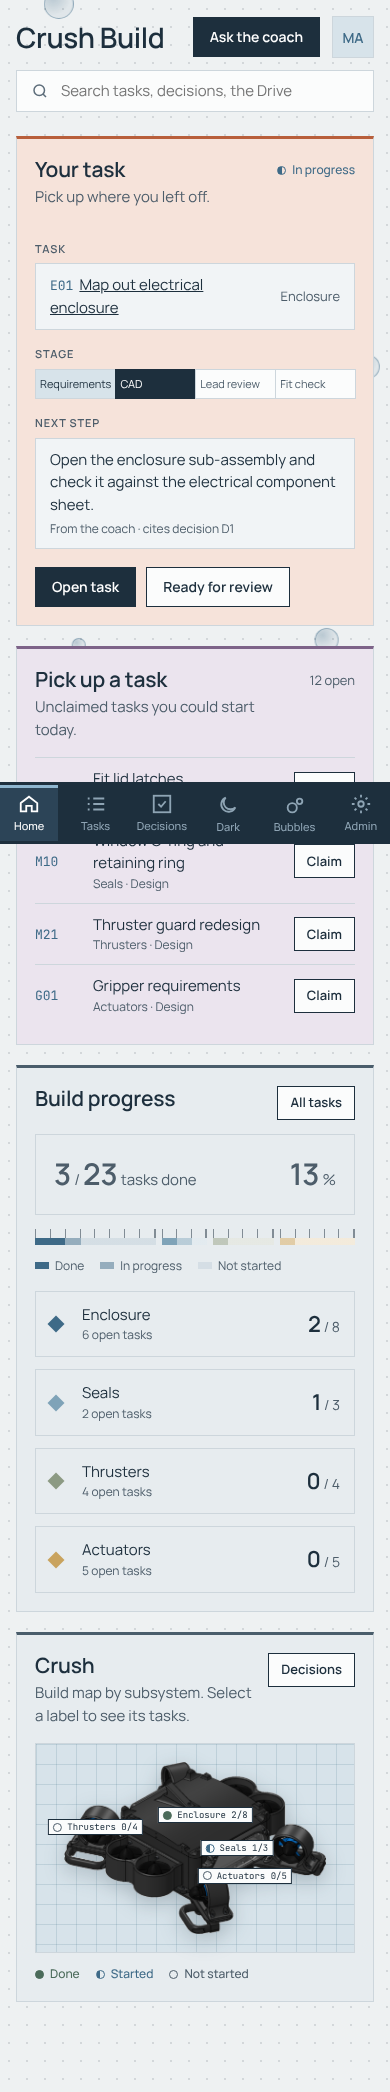 Crush Build
Ask the coach
MA
Search tasks, decisions, the Drive
Your task
In progress
Pick up where you left off.
TASK
E01 Map out electrical
enclosure
Enclosure
STAGE
Requirements
CAD
Lead review
Fit check
NEXT STEP
Open the enclosure sub-assembly and
check it against the electrical component
sheet.
From the coach · cites decision D1
Open task
Ready for review
Pick up a task
12 open
Unclaimed tasks you could start
today.
Fit lid latches
Home
Tasks
Decisions
Dark
Bubbles
Admin
M10
Window O-ring and
retaining ring
Seals · Design
Claim
M21
Thruster guard redesign
Thrusters · Design
Claim
G01
Gripper requirements
Actuators · Design
Claim
Build progress
All tasks
3 / 23 tasks done
13 %
Done
In progress
Not started
Enclosure
6 open tasks
2 / 8
Seals
2 open tasks
1 / 3
Thrusters
4 open tasks
0 / 4
Actuators
5 open tasks
0 / 5
Crush
Decisions
Build map by subsystem. Select
a label to see its tasks.
Enclosure 2/8
Thrusters 0/4
Seals 1/3
Actuators 0/5
Done
Started
Not started